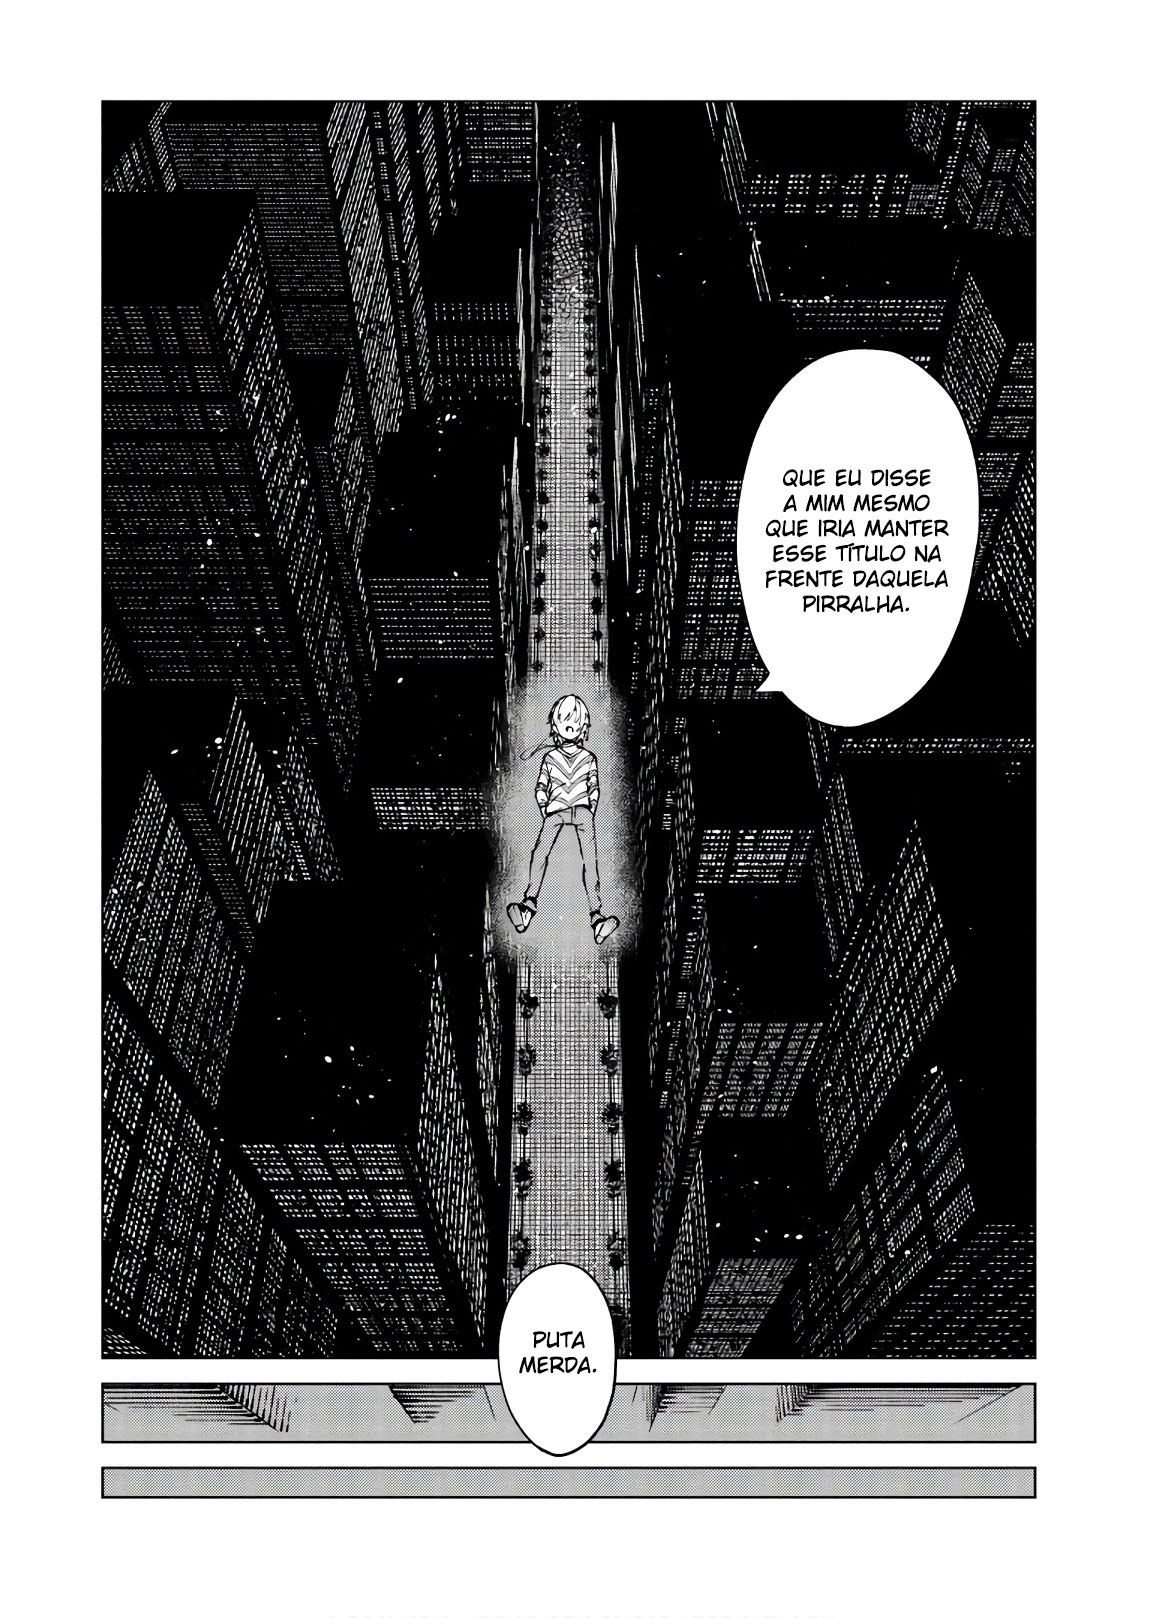 QUE EU DISSE
A MIM MESMO
QUE IRIA MANTER
ESSE TÍTULO NA
FRENTE DAQUELA
PIRRALHA.
PUTA
MERDA.